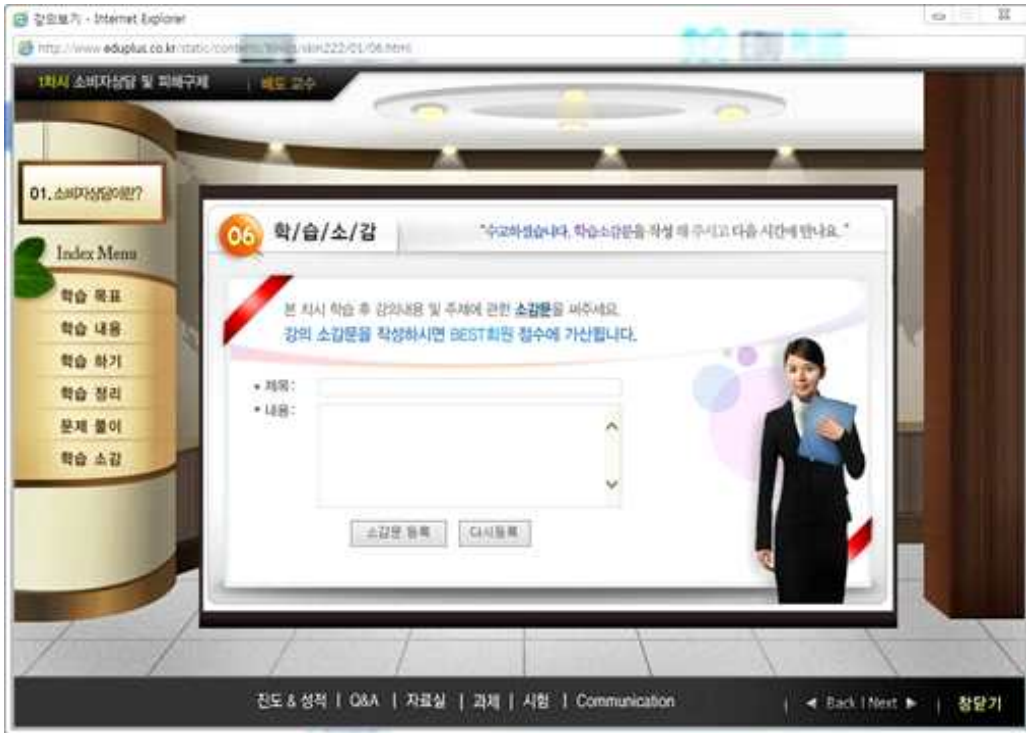 강의보기 - Internet Explorer
http://www.eduplus.co.kr/static/contents/
1차시 소비자상담 및 피해구제 | 배도 교수
01. 소비자상담이란?
Index Menu
학습 목표
학습 내용
학습 하기
학습 정리
문제 풀이
학습 소감
06 학/습/소/감
"수고하셨습니다. 학습소감문을 작성 해 주시고 다음 시간에 만나요."
본 차시 학습 후 강의내용 및 주제에 관한 소감문을 써주세요.
강의 소감문을 작성하시면 BEST회원 점수에 가산됩니다.
• 제목:
• 내용:
소감문 등록 다시등록
진도 & 성적 | Q&A | 자료실 | 과제 | 시험 | Communication
| ◀ Back | Next ▶ | 창닫기